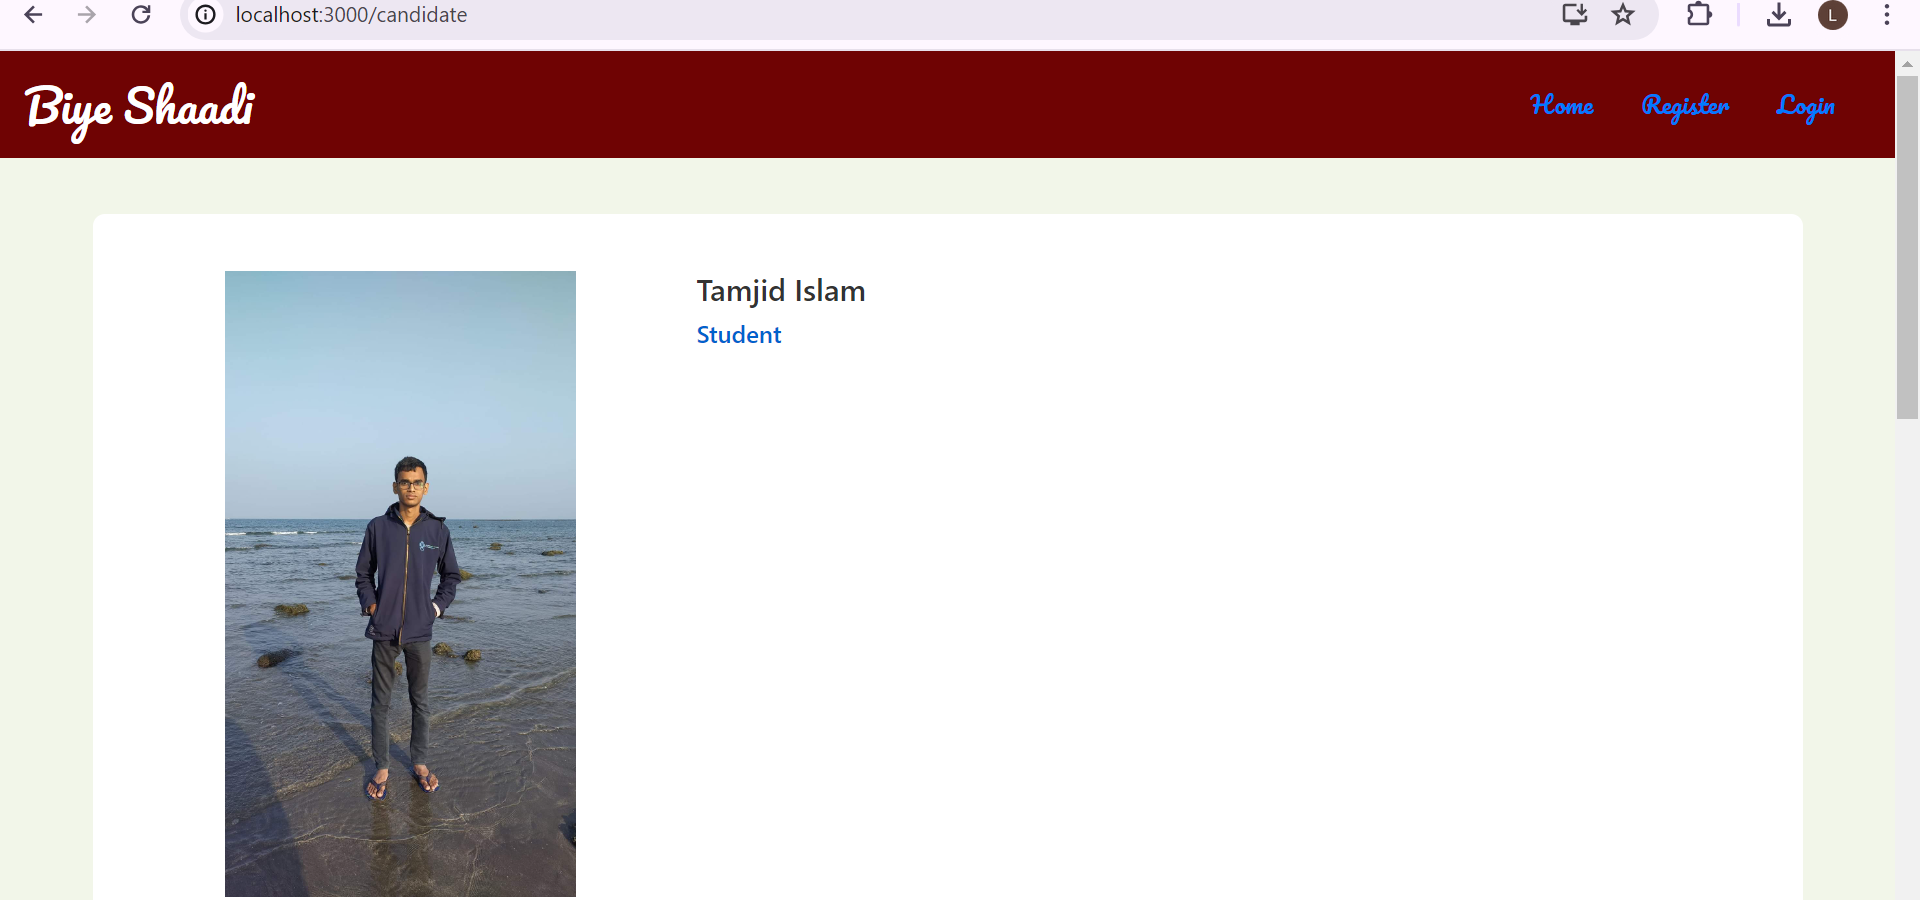 localhost:3000/candidate
L
Biye Shaadi
Home Register Login
Tamjid Islam
Student